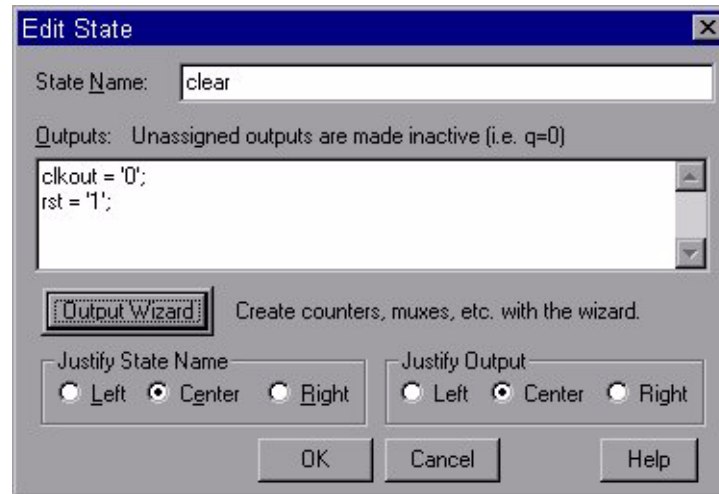 Edit State
State Name: clear
Outputs: Unassigned outputs are made inactive (i.e. q=0)
clkout = '0';
rst = '1';
Output Wizard Create counters, muxes, etc. with the wizard.
Justify State Name Justify Output
Left Center Right Left Center Right
OK Cancel Help